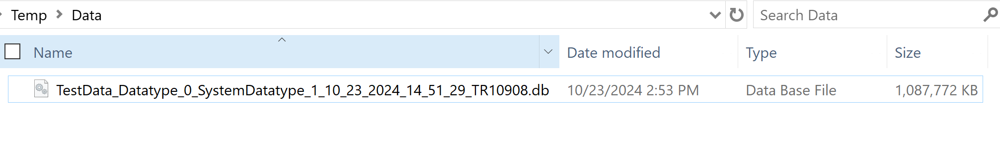 Temp > Data Search Data
Name Date modified Type Size
TestData_Datatype_0_SystemDatatype_1_10_23_2024_14_51_29_TR10908.db 10/23/2024 2:53 PM Data Base File 1,087,772 KB